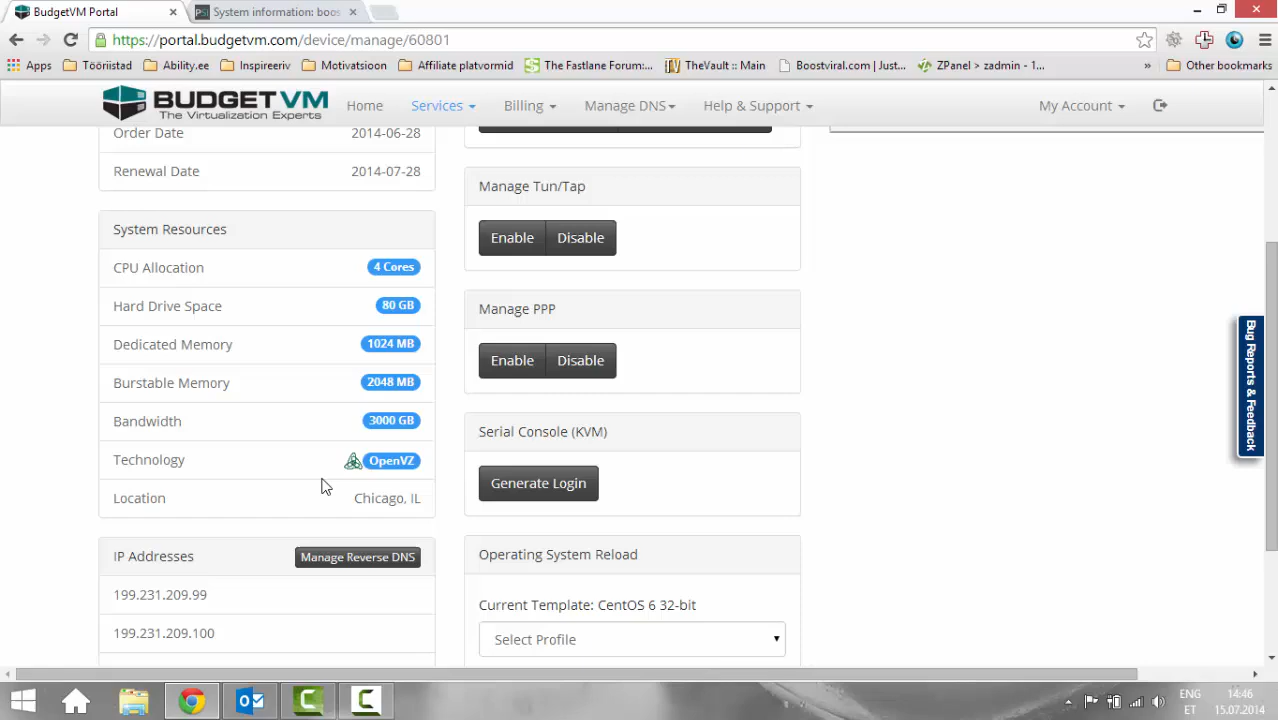 BudgetVM Portal
PSI System information: boos
https://portal.budgetvm.com/device/manage/60801
Apps Tööriistad Ability.ee Inspireeriv Motivatsioon Affiliate platvormid The Fastlane Forum:... TheVault :: Main Boostviral.com | Just... ZPanel > zadmin - 1... » Other bookmarks
BUDGETVM
The Virtualization Experts
Home Services Billing Manage DNS Help & Support My Account
Order Date 2014-06-28
Renewal Date 2014-07-28
System Resources
CPU Allocation 4 Cores
Hard Drive Space 80 GB
Dedicated Memory 1024 MB
Burstable Memory 2048 MB
Bandwidth 3000 GB
Technology OpenVZ
Location Chicago, IL
IP Addresses Manage Reverse DNS
199.231.209.99
199.231.209.100
Manage Tun/Tap
Enable Disable
Manage PPP
Enable Disable
Serial Console (KVM)
Generate Login
Operating System Reload
Current Template: CentOS 6 32-bit
Select Profile
Bug Reports & Feedback
ENG 14:46
ET 15.07.2014